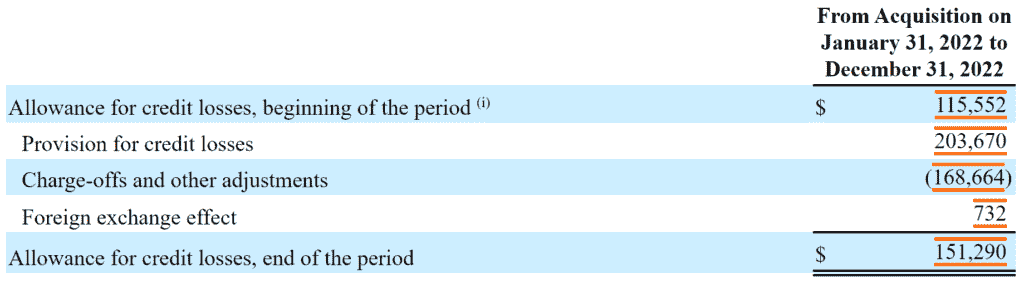 From Acquisition on
January 31, 2022 to
December 31, 2022
Allowance for credit losses, beginning of the period (i) $ 115,552
Provision for credit losses 203,670
Charge-offs and other adjustments (168,664)
Foreign exchange effect 732
Allowance for credit losses, end of the period $ 151,290